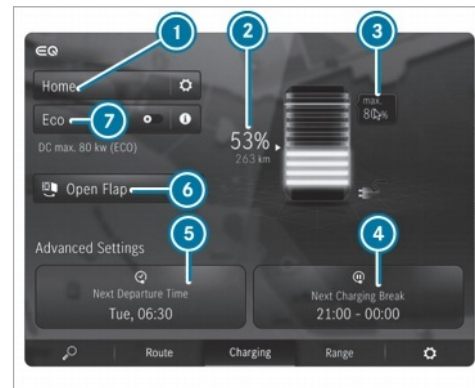 1
2
3
EQ
Home
max.
80%
Eco
7
53%
263 km
DC max. 80 kw (ECO)
Open Flap
6
5
4
Advanced Settings
Next Departure Time
Tue, 06:30
Next Charging Break
21:00 - 00:00
Route
Charging
Range